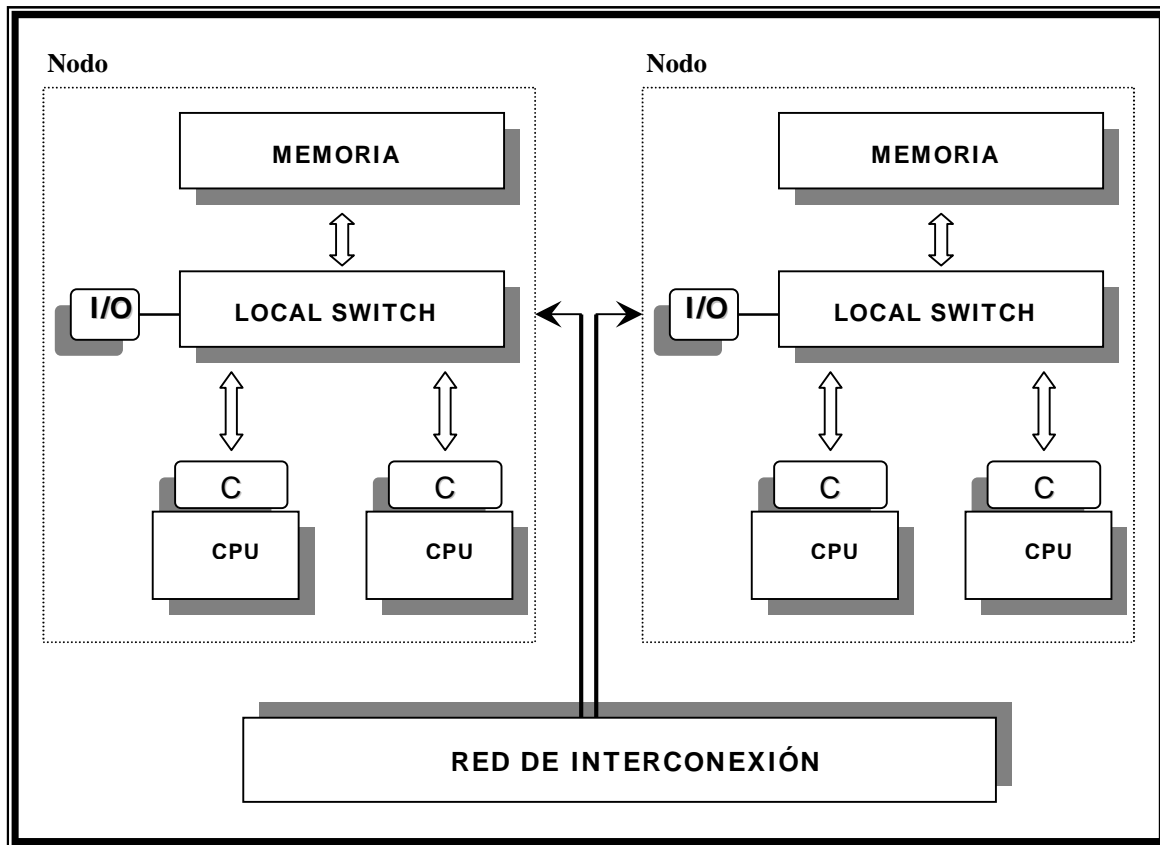 Nodo
MEMORIA
I/O
LOCAL SWITCH
C
C
CPU
CPU
Nodo
MEMORIA
I/O
LOCAL SWITCH
C
C
CPU
CPU
RED DE INTERCONEXIÓN